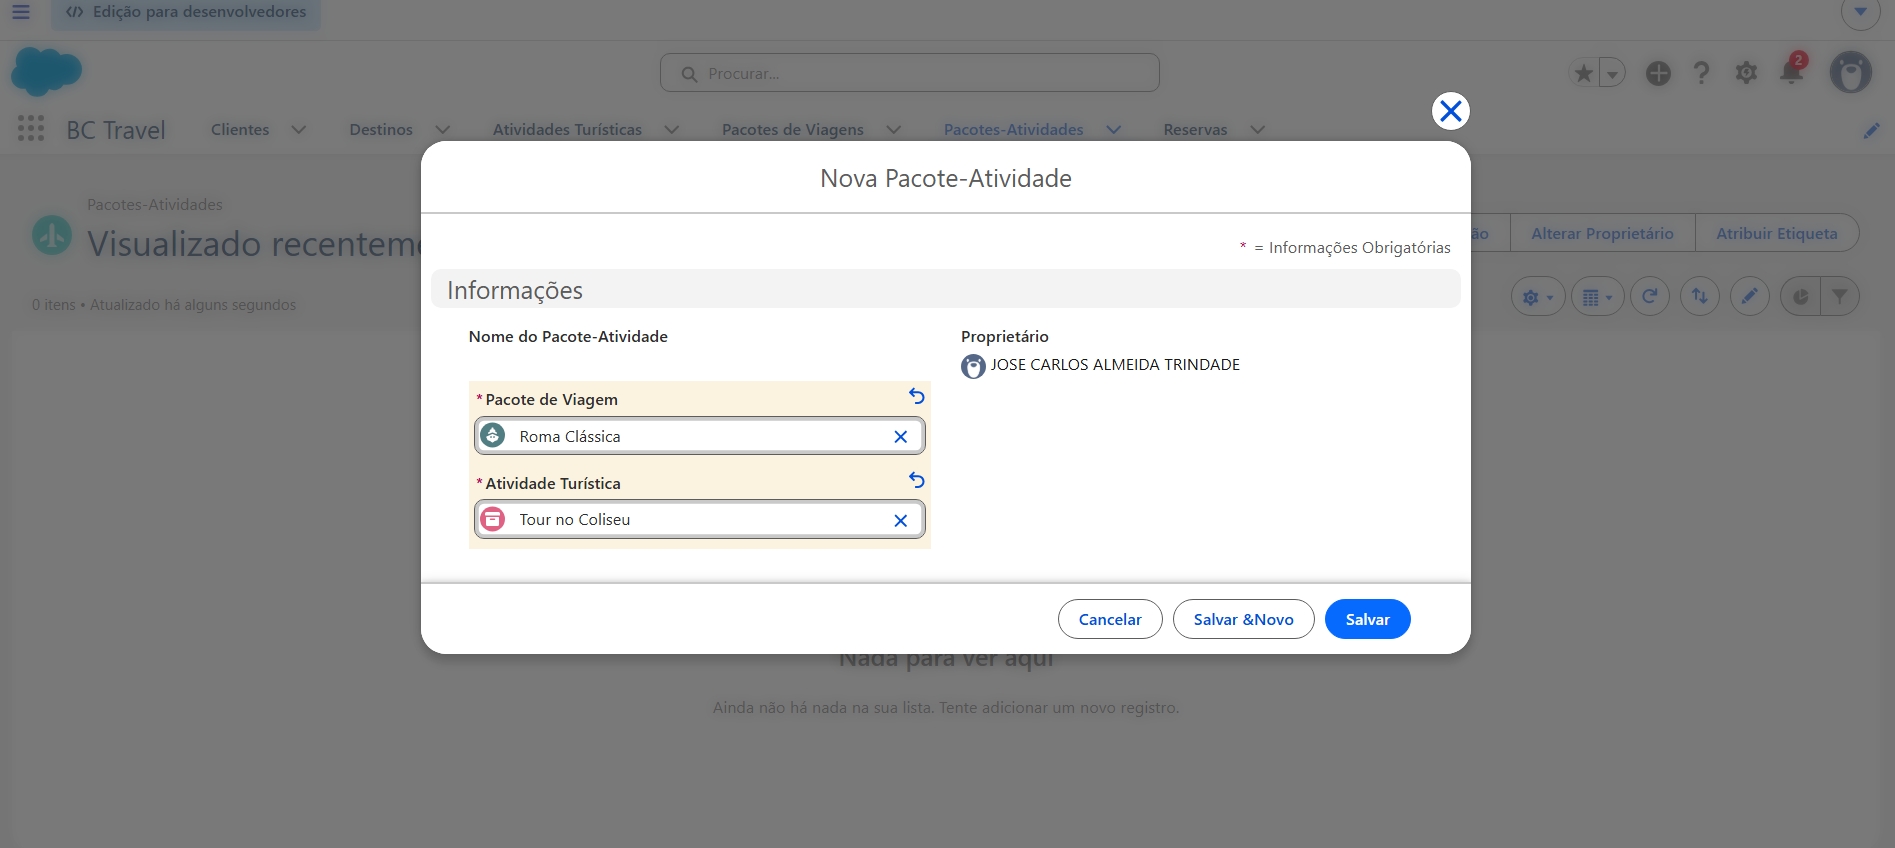 Edição para desenvolvedores
Procurar...
2
BC Travel
Clientes
Destinos
Atividades Turísticas
Pacotes de Viagens
Pacotes-Atividades
Reservas
Nova Pacote-Atividade
Pacotes-Atividades
Visualizado recenteme
ão
Alterar Proprietário
Atribuir Etiqueta
0 itens • Atualizado há alguns segundos
* = Informações Obrigatórias
Informações
Nome do Pacote-Atividade
Proprietário
JOSE CARLOS ALMEIDA TRINDADE
*Pacote de Viagem
Roma Clássica
*Atividade Turística
Tour no Coliseu
Cancelar
Salvar &Novo
Salvar
Nada para ver aqui
Ainda não há nada na sua lista. Tente adicionar um novo registro.